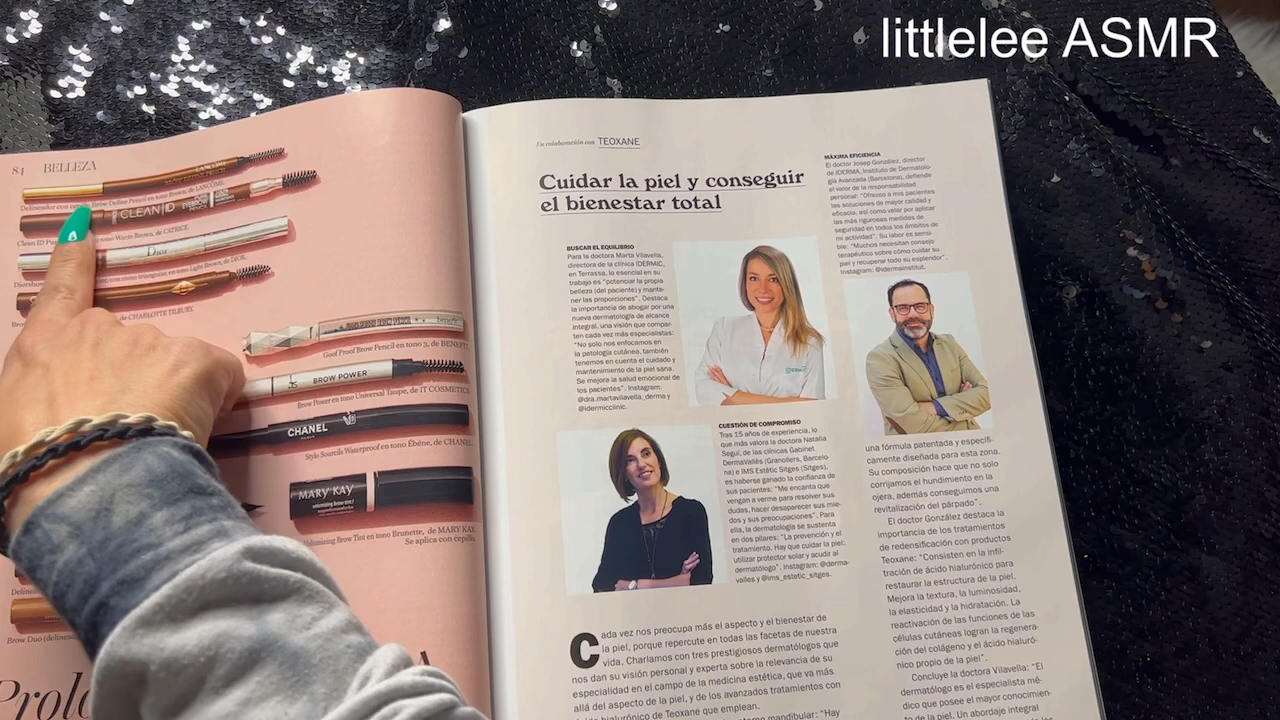 littlelee ASMR
84 BELLEZA
de LANCÔME.
CLEAN ID
EYEBROW
en tono Warm Brown, de CATRICE.
Dior
en tono Light Brown, de DIOR.
de CHARLOTTE TILBURY.
Goof Proof Brow Pencil en tono 3, de BENEFIT.
BROW POWER
Brow Power en tono Universal Taupe, de IT COSMETICS.
CHANEL
Stylo Sourcils Waterproof en tono Ébène, de CHANEL.
MARY KAY
Volumizing Brow Tint en tono Brunette, de MARY KAY.
Se aplica con cepillo.
Brow Duo
Un colaboración con TEOXANE
Cuidar la piel y conseguir
el bienestar total
BUSCAR EL EQUILIBRIO
Para la doctora Marta Vilavella,
directora de la clínica IDERMIC,
en Terrassa, lo esencial en su
trabajo es “potenciar la propia
belleza (del paciente) y mante-
ner las proporciones”. Destaca
la importancia de abogar por una
nueva dermatología de alcance
integral, una visión que compar-
ten cada vez más especialistas:
“No solo nos enfocamos en
la patología cutánea, también
tenemos en cuenta el cuidado y
mantenimiento de la piel sana.
Se mejora la salud emocional de
los pacientes”. Instagram:
@dra.martavilavella_derma y
@idermicclinic.
CUESTIÓN DE COMPROMISO
Tras 15 años de experiencia, lo
que más valora la doctora Natalia
Seguí, de las clínicas Gabinet
DermaVallès (Granollers, Barcelo-
na) e IMS Estètic Sitges (Sitges),
es haberse ganado la confianza de
sus pacientes: “Me encanta que
vengan a verme para resolver sus
dudas, hacer desaparecer sus mie-
dos y sus preocupaciones”. Para
ella, la dermatología se sustenta
en dos pilares: “La prevención y el
tratamiento. Hay que cuidar la piel:
utilizar protector solar y acudir al
dermatólogo”. Instagram: @derma-
valles y @ims_estetic_sitges.
Cada vez nos preocupa más el aspecto y el bienestar de
la piel, porque repercute en todas las facetas de nuestra
vida. Charlamos con tres prestigiosos dermatólogos que
nos dan su visión personal y experta sobre la relevancia de su
especialidad en el campo de la medicina estética, que va más
allá del aspecto de la piel, y de los avanzados tratamientos con
ácido hialurónico de Teoxane que emplean.
torno mandibular: “Hay
MÁXIMA EFICIENCIA
El doctor Josep González, director
de IDERMA, Instituto de Dermatolo-
gía Avanzada (Barcelona), defiende
el valor de la responsabilidad
personal: “Ofrezco a mis pacientes
las soluciones de mayor calidad y
eficacia, así como velar por aplicar
las más rigurosas medidas de
seguridad en todos los ámbitos de
mi actividad”. Su labor es sensi-
ble: “Muchos necesitan consejo
terapéutico sobre cómo cuidar su
piel y recuperar todo su esplendor”.
Instagram: @idermainstitut.
una fórmula patentada y específi-
camente diseñada para esta zona.
Su composición hace que no solo
corrijamos el hundimiento en la
ojera, además conseguimos una
revitalización del párpado”.
El doctor González destaca la
importancia de los tratamientos
de redensificación con productos
Teoxane: “Consisten en la infil-
tración de ácido hialurónico para
restaurar la estructura de la piel.
Mejora la textura, la luminosidad,
la elasticidad y la hidratación. La
reactivación de las funciones de las
células cutáneas logran la regenera-
ción del colágeno y el ácido hialuró-
nico propio de la piel”.
Concluye la doctora Vilavella: “El
dermatólogo es el especialista mé-
dico que posee el mayor conocimien-
to de la piel. Un abordaje integral